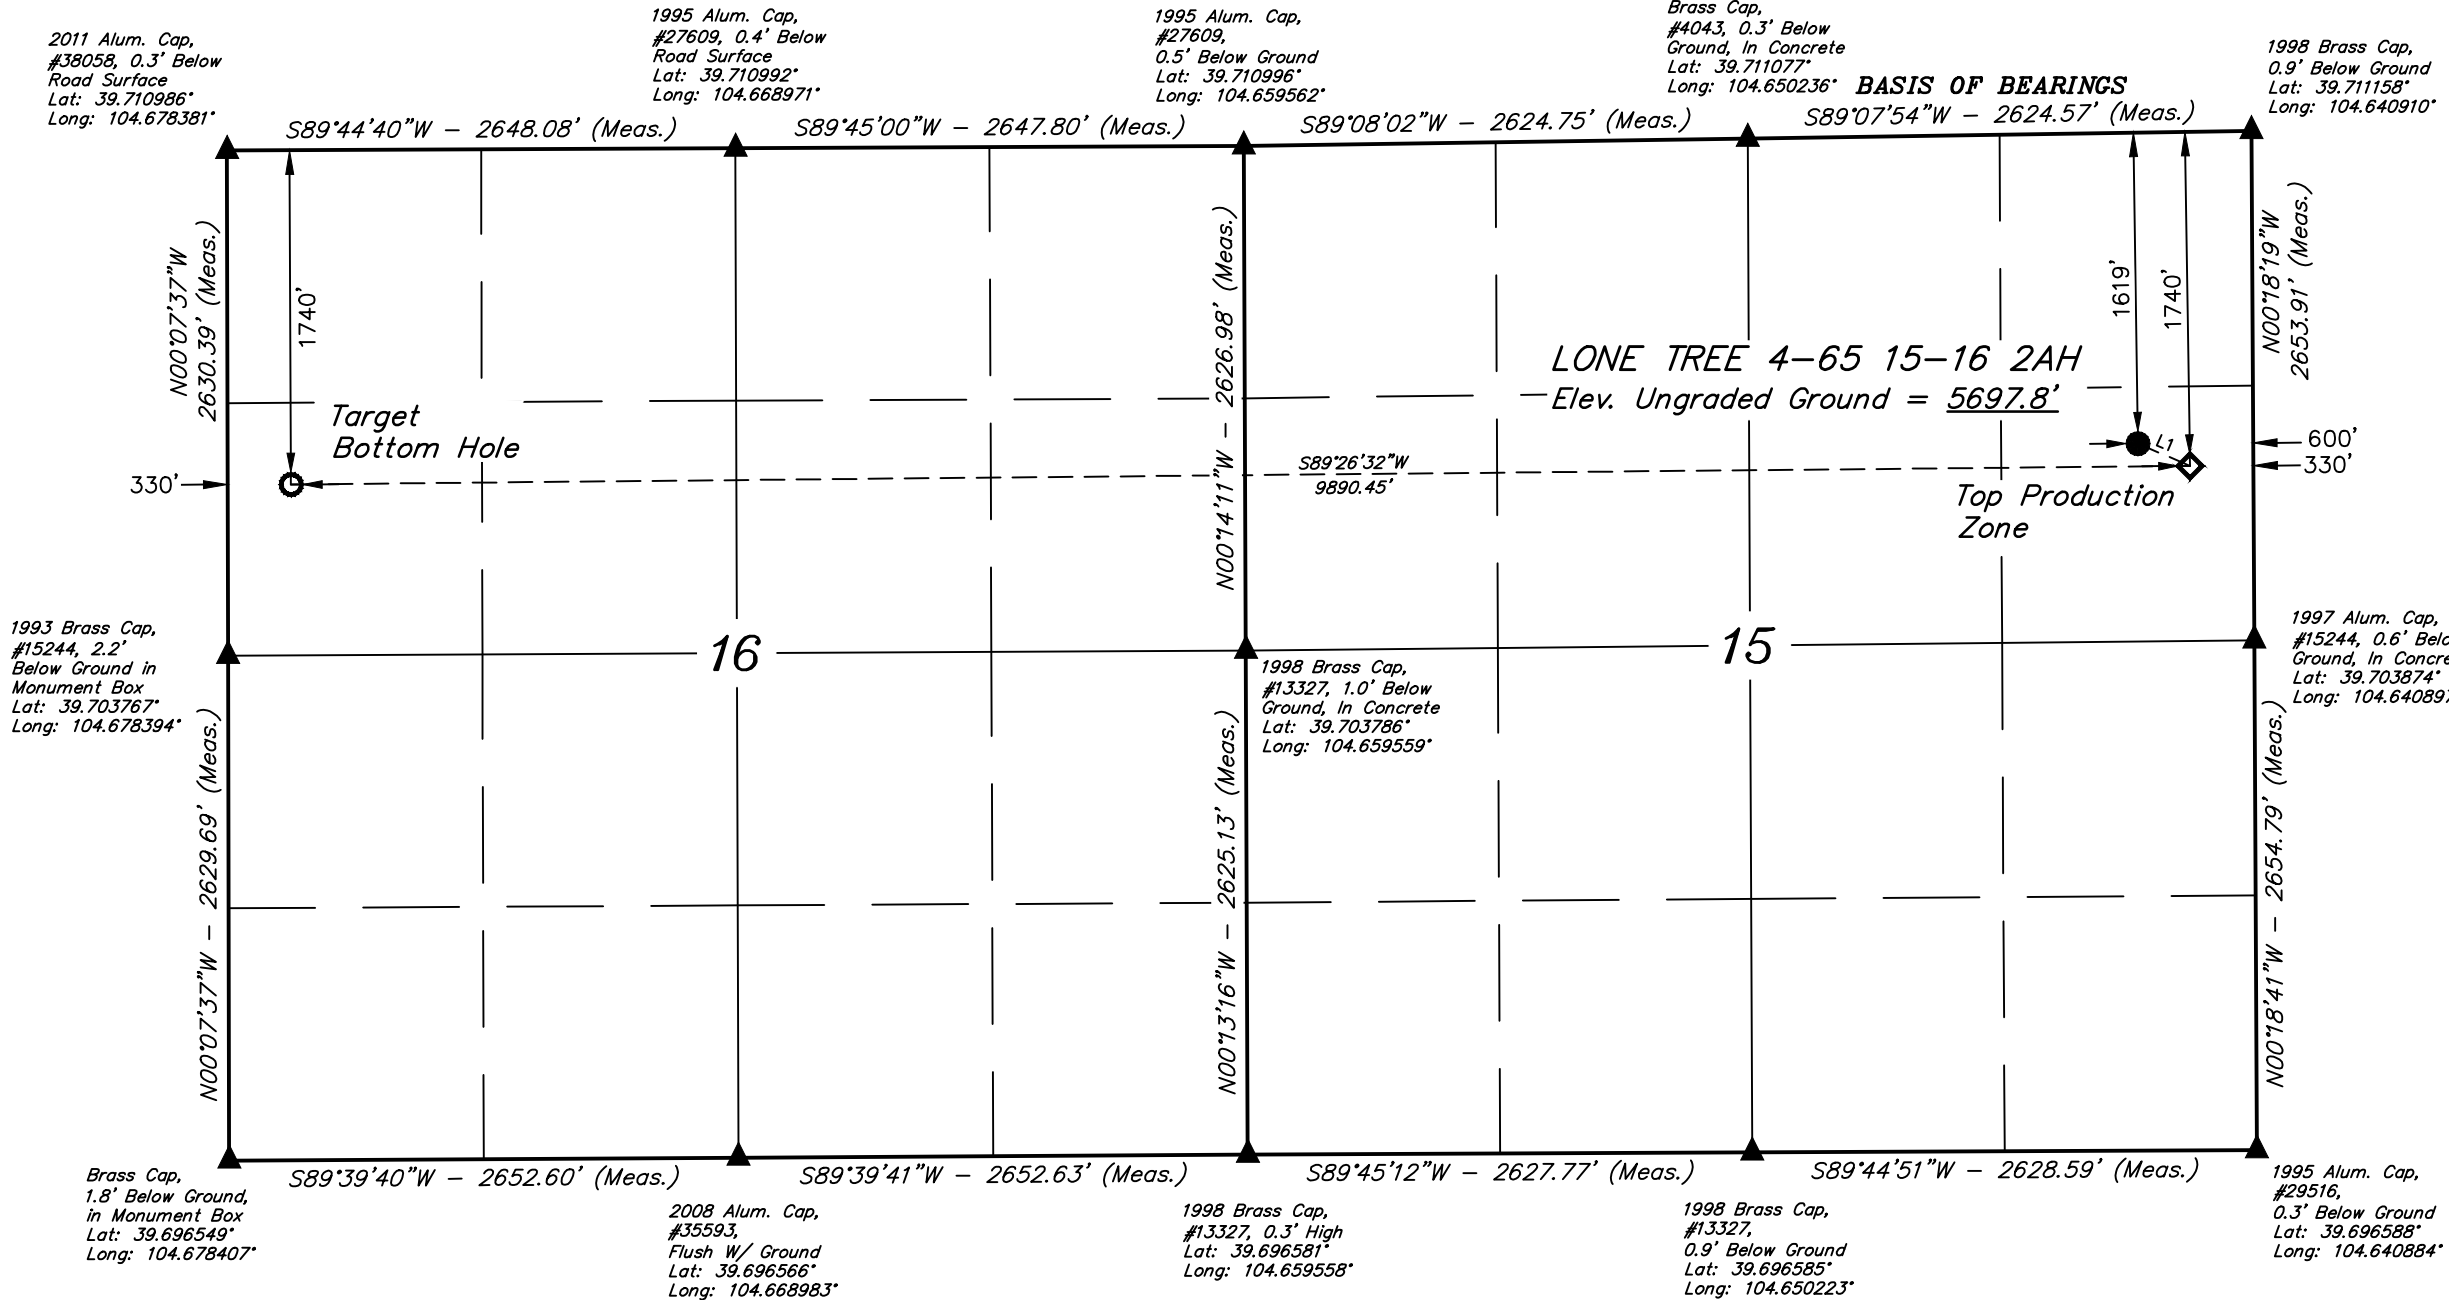 2011 Alum. Cap,
#38058, 0.3' Below
Road Surface
Lat: 39.710986°
Long: 104.678381°
1995 Alum. Cap,
#27609, 0.4' Below
Road Surface
Lat: 39.710992°
Long: 104.668971°
1995 Alum. Cap,
#27609,
0.5' Below Ground
Lat: 39.710996°
Long: 104.659562°
Brass Cap,
#4043, 0.3' Below
Ground, In Concrete
Lat: 39.711077°
Long: 104.650236°
BASIS OF BEARINGS
1998 Brass Cap,
0.9' Below Ground
Lat: 39.711158°
Long: 104.640910°
S89°44'40"W – 2648.08' (Meas.)
S89°45'00"W – 2647.80' (Meas.)
S89°08'02"W – 2624.75' (Meas.)
S89°07'54"W – 2624.57' (Meas.)
N00°07'37"W
2630.39' (Meas.)
1740'
N00°14'11"W – 2626.98' (Meas.)
1619'
1740'
N00°18'19"W
2653.91' (Meas.)
LONE TREE 4-65 15-16 2AH
Elev. Ungraded Ground = 5697.8'
Target
Bottom Hole
330'
S89°26'32"W
9890.45'
L1
600'
330'
Top Production
Zone
1993 Brass Cap,
#15244, 2.2'
Below Ground in
Monument Box
Lat: 39.703767°
Long: 104.678394°
16
15
1998 Brass Cap,
#13327, 1.0' Below
Ground, In Concrete
Lat: 39.703786°
Long: 104.659559°
1997 Alum. Cap,
#15244, 0.6' Belo
Ground, In Concre
Lat: 39.703874°
Long: 104.640897
N00°07'37"W – 2629.69' (Meas.)
N00°13'16"W – 2625.13' (Meas.)
N00°18'41"W – 2654.79' (Meas.)
S89°39'40"W – 2652.60' (Meas.)
S89°39'41"W – 2652.63' (Meas.)
S89°45'12"W – 2627.77' (Meas.)
S89°44'51"W – 2628.59' (Meas.)
Brass Cap,
1.8' Below Ground,
in Monument Box
Lat: 39.696549°
Long: 104.678407°
2008 Alum. Cap,
#35593,
Flush W/ Ground
Lat: 39.696566°
Long: 104.668983°
1998 Brass Cap,
#13327, 0.3' High
Lat: 39.696581°
Long: 104.659558°
1998 Brass Cap,
#13327,
0.9' Below Ground
Lat: 39.696585°
Long: 104.650223°
1995 Alum. Cap,
#29516,
0.3' Below Ground
Lat: 39.696588°
Long: 104.640884°